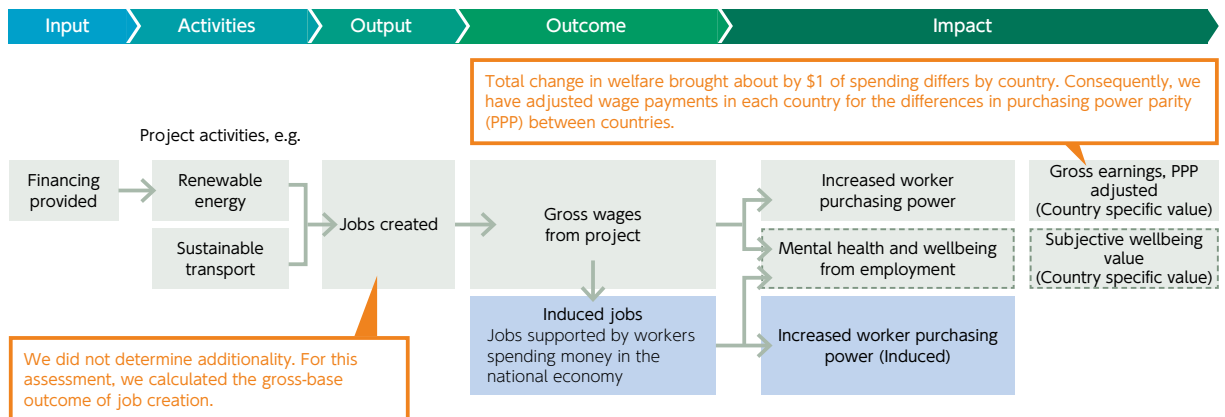 Input
Activities
Output
Outcome
Impact
Total change in welfare brought about by $1 of spending differs by country. Consequently, we
have adjusted wage payments in each country for the differences in purchasing power parity
(PPP) between countries.
Project activities, e.g.
Financing
provided
Renewable
energy
Sustainable
transport
Jobs created
Gross wages
from project
Increased worker
purchasing power
Gross earnings, PPP
adjusted
(Country specific value)
Mental health and wellbeing
from employment
Subjective wellbeing
value
(Country specific value)
Induced jobs
Jobs supported by workers
spending money in the
national economy
Increased worker purchasing
power (Induced)
We did not determine additionality. For this
assessment, we calculated the gross-base
outcome of job creation.